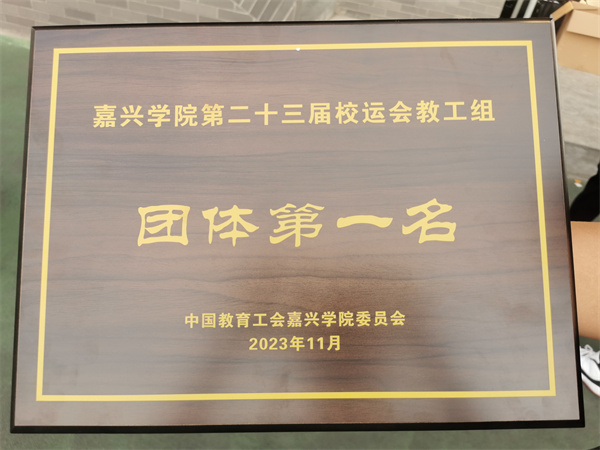 嘉兴学院第二十三届校运会教工组
团体第一名
中国教育工会嘉兴学院委员会
2023年11月